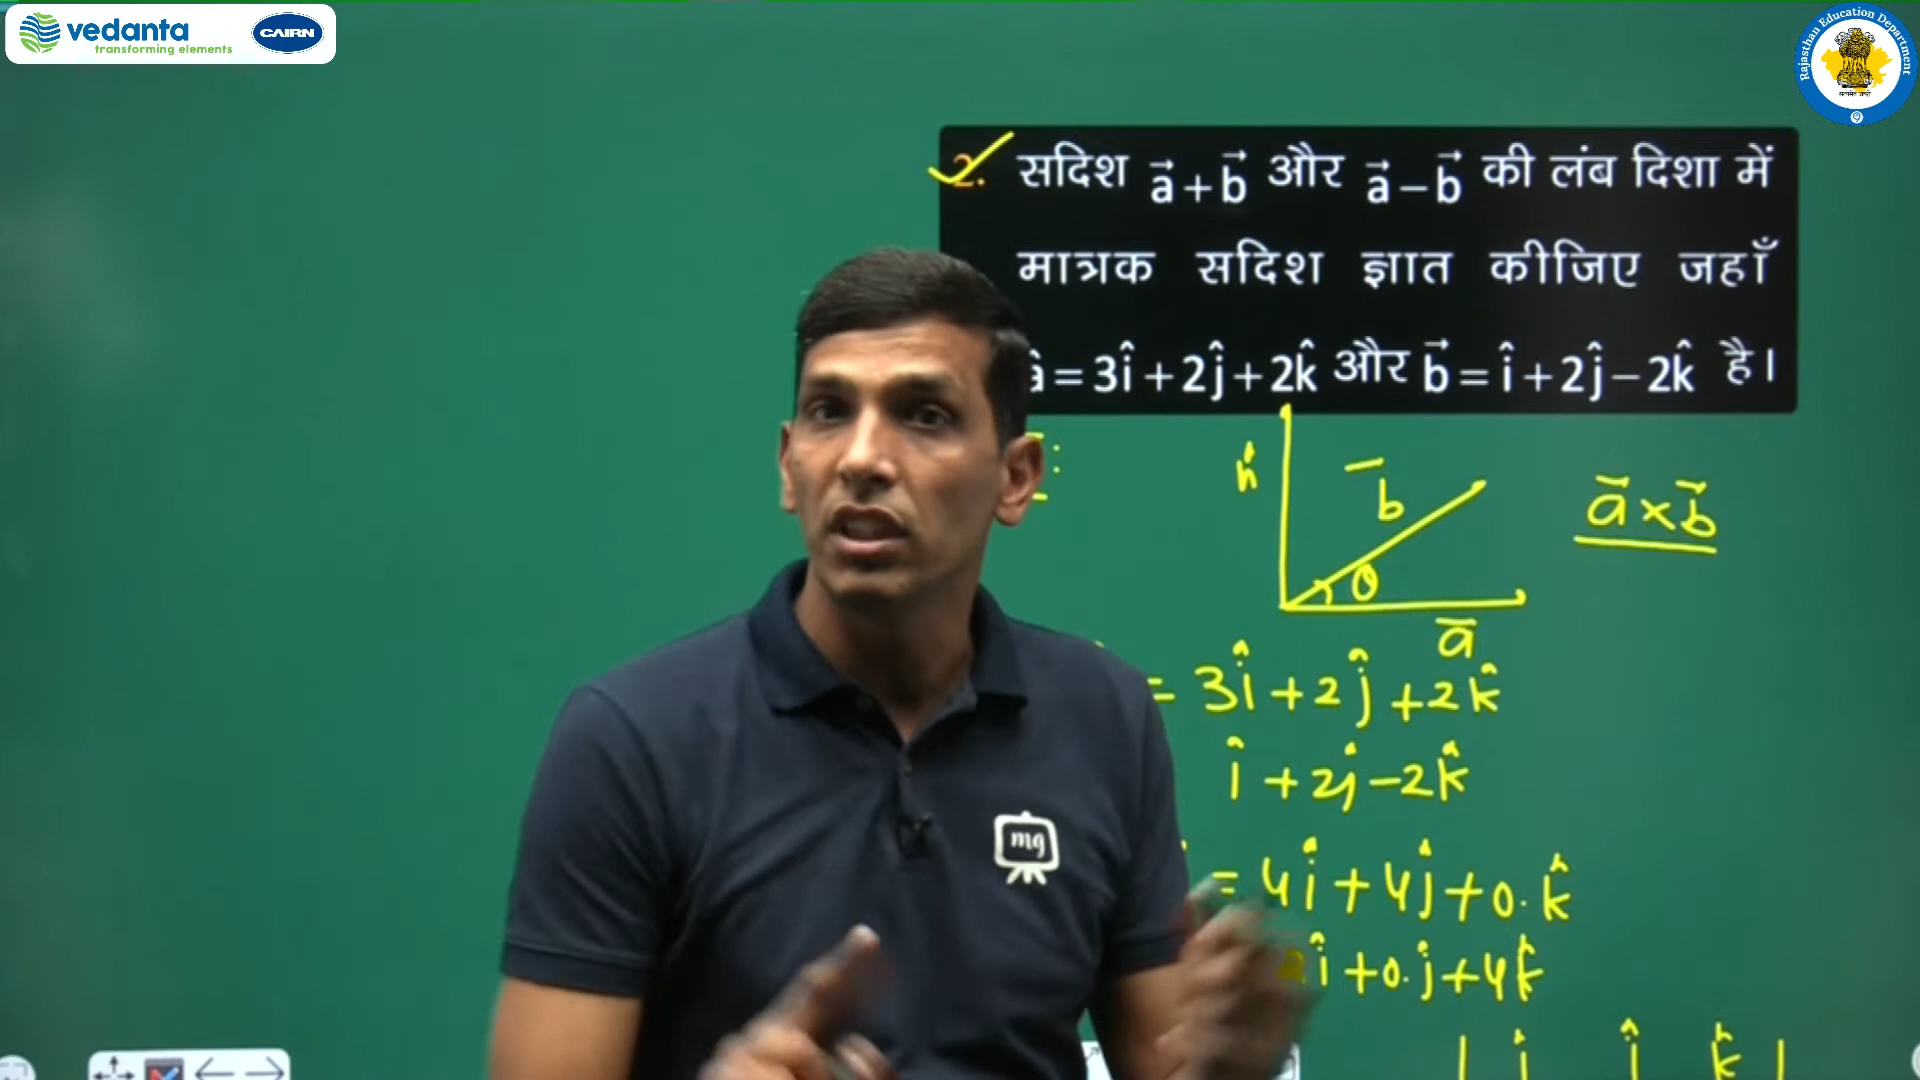 vedanta
transforming elements
CAIRN
Rajasthan Education Department
2. सदिश a⃗ + b⃗ और a⃗ − b⃗ की लंब दिशा में
मात्रक सदिश ज्ञात कीजिए जहाँ
a⃗ = 3î + 2ĵ + 2k̂ और b⃗ = î + 2ĵ − 2k̂ है।
n̂
b̄
θ
ā
ā × b̄
= 3î + 2ĵ + 2k̂
î + 2ĵ − 2k̂
= 4î + 4ĵ + 0.k̂
î + 0.ĵ + 4k̂
| î ĵ k̂ |
mg